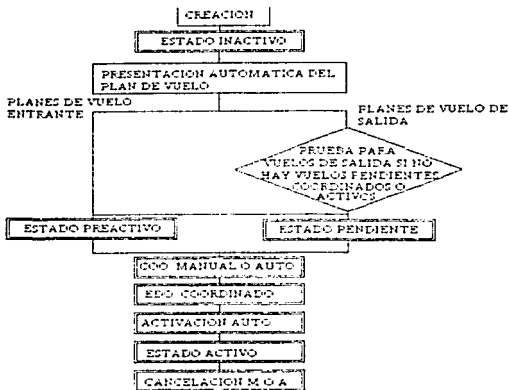 CREACION
ESTADO INACTIVO
PRESENTACION AUTOMATICA DEL
PLAN DE VUELO
PLANES DE VUELO
ENTRANTE
PLANES DE VUELO DE
SALIDA
PRUEBA PARA
VUELOS DE SALIDA SI NO
HAY VUELOS PENDIENTES
COORDINADOS O
ACTIVOS
ESTADO PREACTIVO
ESTADO PENDIENTE
COO MANUAL O AUTO
EDO COORDINADO
ACTIVACION AUTO
ESTADO ACTIVO
CANCELACION M O A